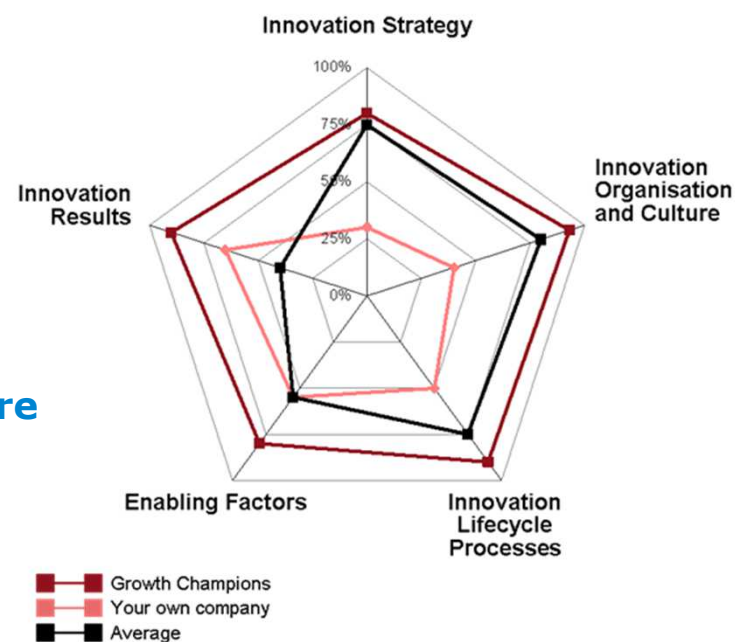 Innovation Strategy
100%
75%
50%
25%
0%
Innovation
Organisation
and Culture
Innovation
Results
re
Enabling Factors
Innovation
Lifecycle
Processes
Growth Champions
Your own company
Average